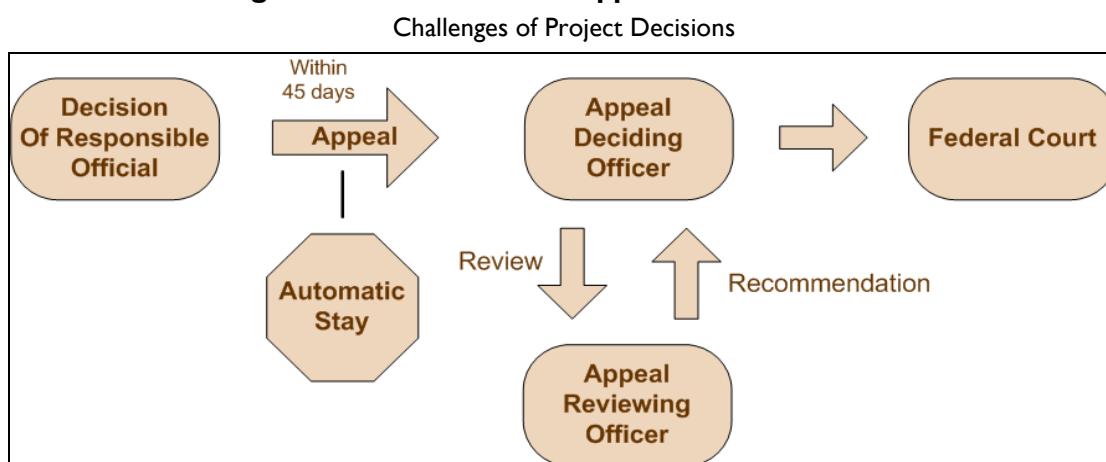 Challenges of Project Decisions
Within
45 days
Decision
Of Responsible
Official
Appeal
Appeal
Deciding
Officer
Federal Court
Automatic
Stay
Review
Recommendation
Appeal
Reviewing
Officer